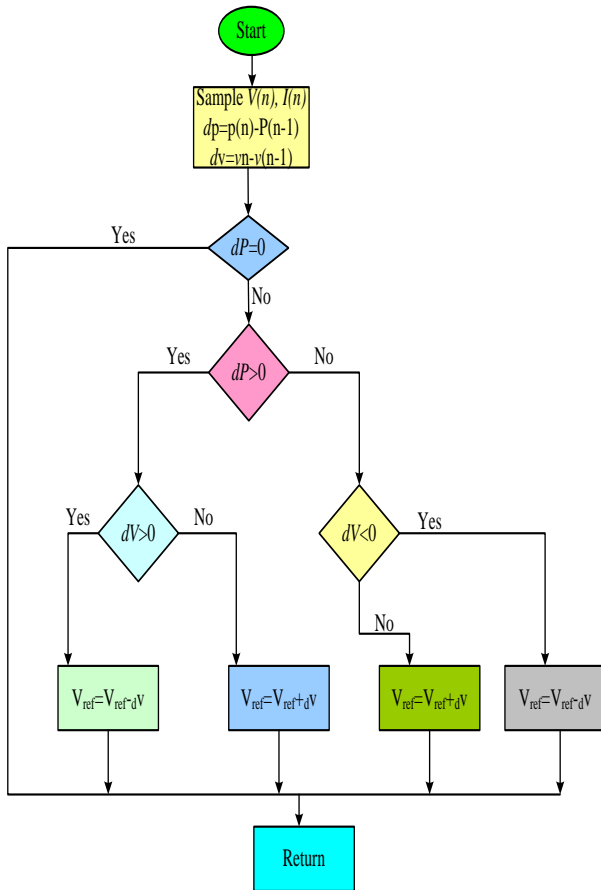 Start
Sample V(n), I(n)
dp=p(n)-P(n-1)
dv=vn-v(n-1)
Yes
dP=0
No
Yes
dP>0
No
Yes
dV>0
No
dV<0
Yes
No
Vref=Vref-dv
Vref=Vref+dv
Vref=Vref+dv
Vref=Vref-dv
Return